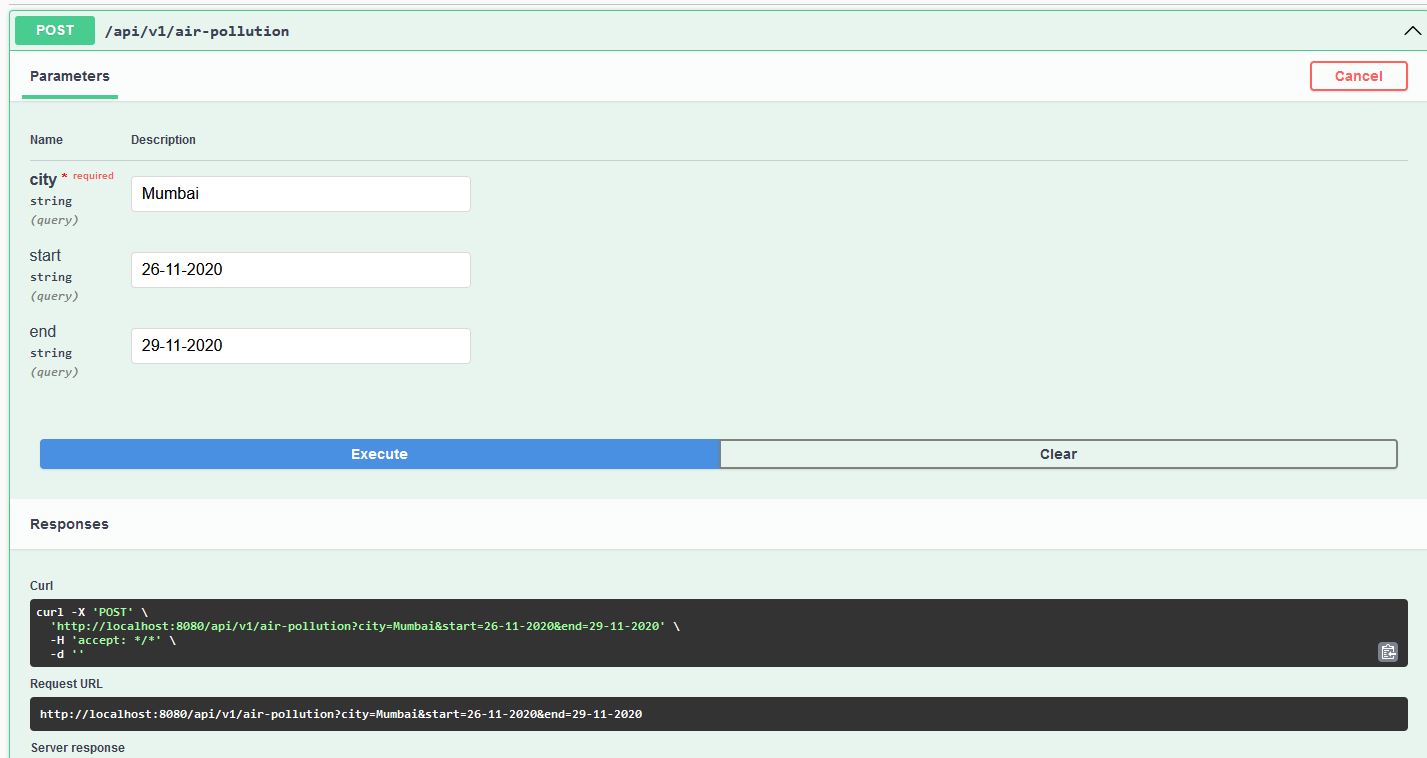 POST /api/v1/air-pollution
Parameters
Cancel
Name Description
city * required
string
(query)
Mumbai
start
string
(query)
26-11-2020
end
string
(query)
29-11-2020
Execute Clear
Responses
Curl
curl -X 'POST' \
'http://localhost:8080/api/v1/air-pollution?city=Mumbai&start=26-11-2020&end=29-11-2020' \
-H 'accept: */*' \
-d ''
Request URL
http://localhost:8080/api/v1/air-pollution?city=Mumbai&start=26-11-2020&end=29-11-2020
Server response